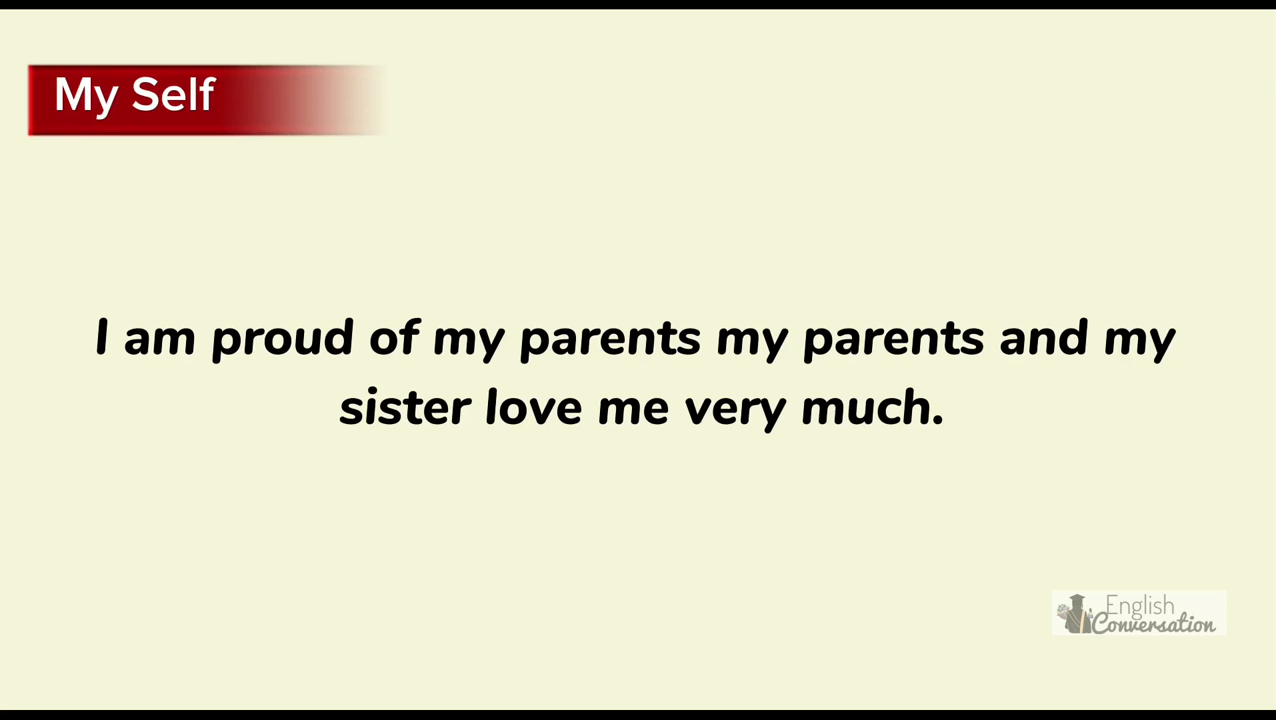 My Self
I am proud of my parents my parents and my
sister love me very much.
English
Conversation